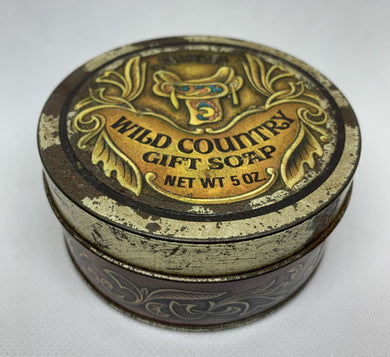 WILD COUNTRY
GIFT SOAP
NET WT 5 OZ.